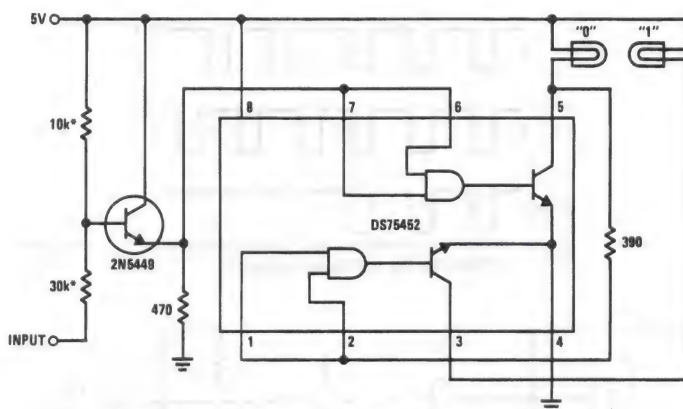 5V
"0" "1"
8 7 6 5
10k*
DS75452
2N5449
390
30k*
470
INPUT
1 2 3 4